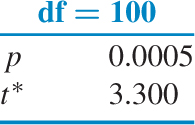 df = 100
p 0.0005
t* 3.300